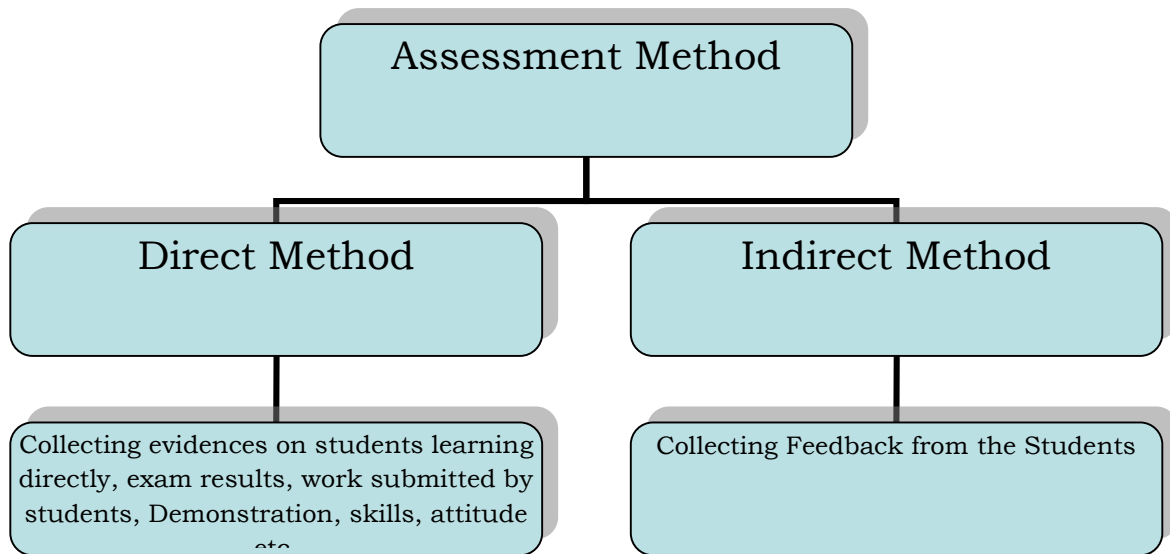 Assessment Method
Direct Method
Indirect Method
Collecting evidences on students learning
directly, exam results, work submitted by
students, Demonstration, skills, attitude
etc
Collecting Feedback from the Students